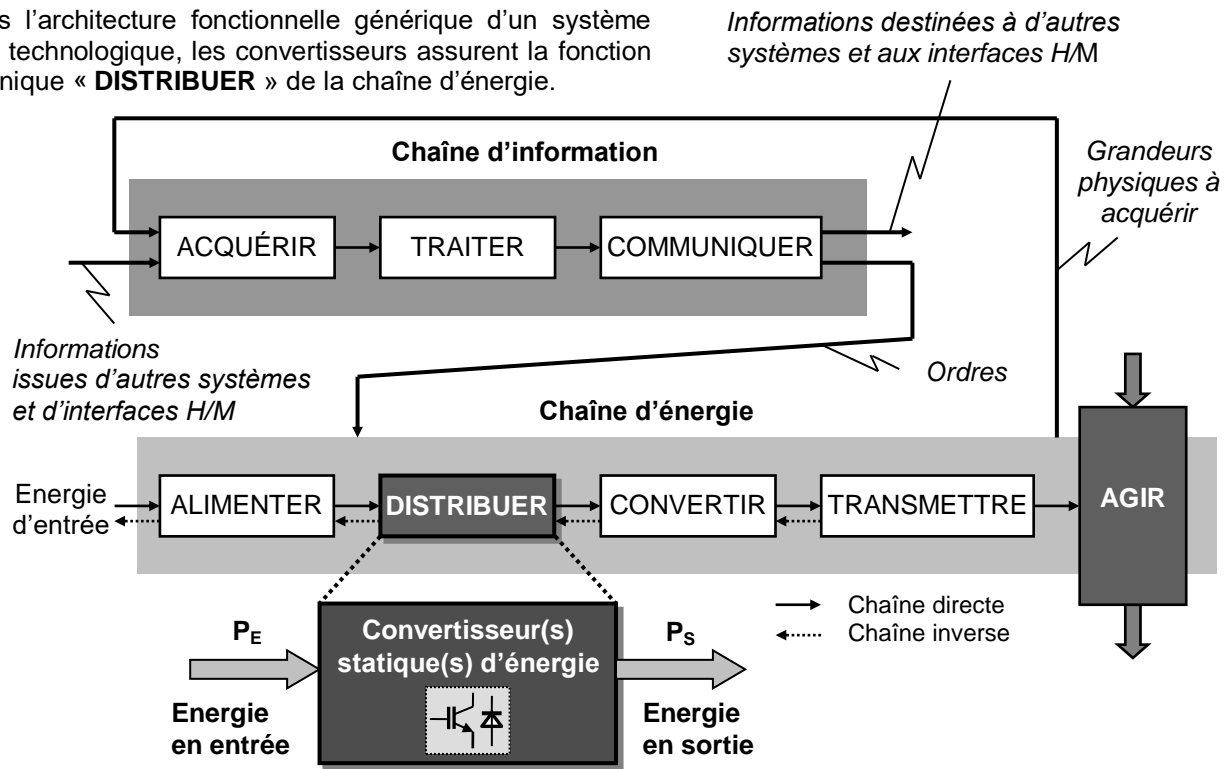 s l'architecture fonctionnelle générique d'un système
technologique, les convertisseurs assurent la fonction
nique « DISTRIBUER » de la chaîne d'énergie.
Informations destinées à d'autres
systèmes et aux interfaces H/M
Chaîne d'information
Grandeurs
physiques à
acquérir
ACQUÉRIR
TRAITER
COMMUNIQUER
Informations
issues d'autres systèmes
et d'interfaces H/M
Ordres
Chaîne d'énergie
Energie
d'entrée
ALIMENTER
DISTRIBUER
CONVERTIR
TRANSMETTRE
AGIR
Chaîne directe
Chaîne inverse
PE
Convertisseur(s)
statique(s) d'énergie
PS
Energie
en entrée
Energie
en sortie